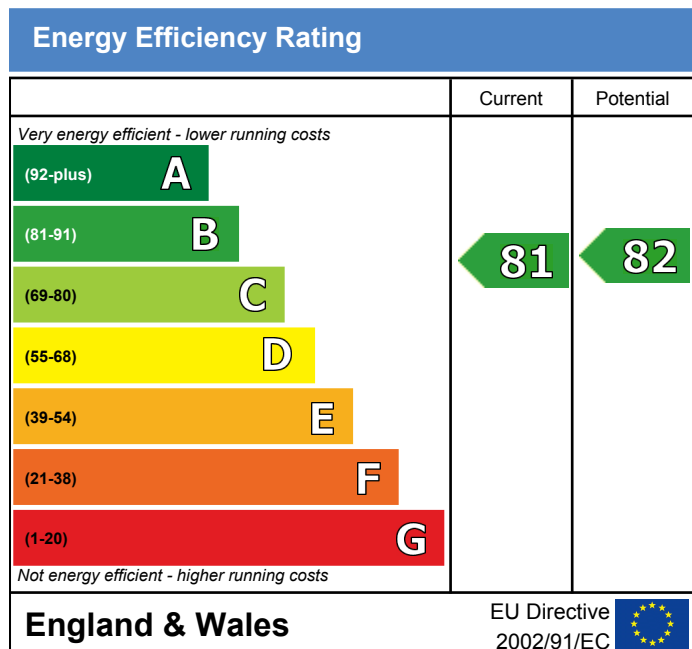 Energy Efficiency Rating
Current Potential
Very energy efficient - lower running costs
(92-plus) A
(81-91) B
(69-80) C
(55-68) D
(39-54) E
(21-38) F
(1-20) G
81 82
Not energy efficient - higher running costs
England & Wales
EU Directive
2002/91/EC